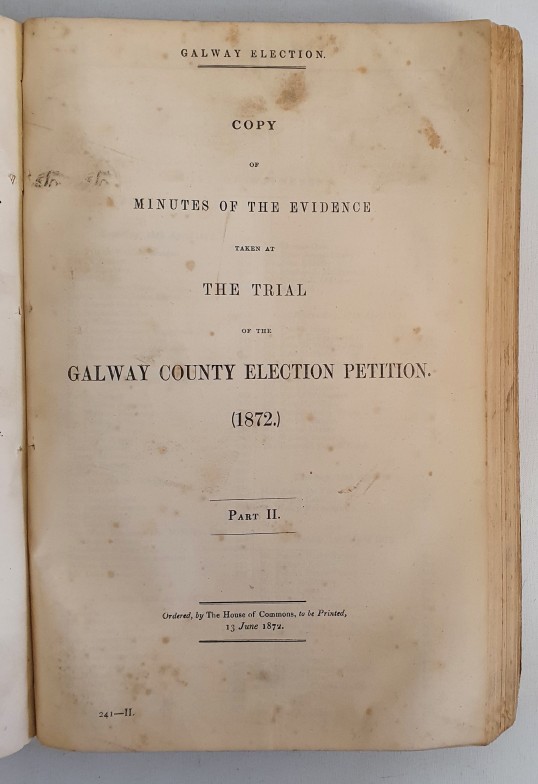 GALWAY ELECTION.
COPY
OF
MINUTES OF THE EVIDENCE
TAKEN AT
THE TRIAL
OF THE
GALWAY COUNTY ELECTION PETITION.
(1872.)
PART II.
Ordered, by The House of Commons, to be Printed,
13 June 1872.
241—II.